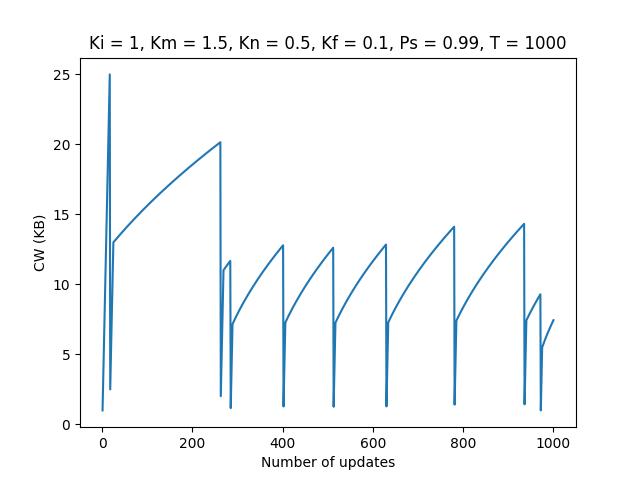 Ki = 1, Km = 1.5, Kn = 0.5, Kf = 0.1, Ps = 0.99, T = 1000
25
20
15
10
5
0
CW (KB)
0 200 400 600 800 1000
Number of updates